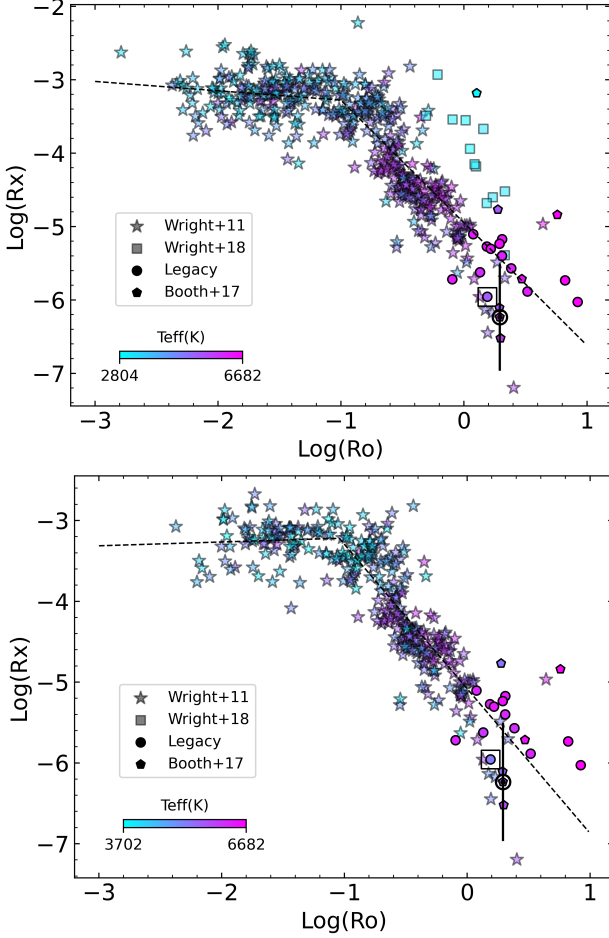 −2
−3
−4
−5
−6
−7
Log(Rx)
Wright+11
Wright+18
Legacy
Booth+17
Teff(K)
2804 6682
−3 −2 −1 0 1
Log(Ro)
−3
−4
−5
−6
−7
Log(Rx)
Wright+11
Wright+18
Legacy
Booth+17
Teff(K)
3702 6682
−3 −2 −1 0 1
Log(Ro)